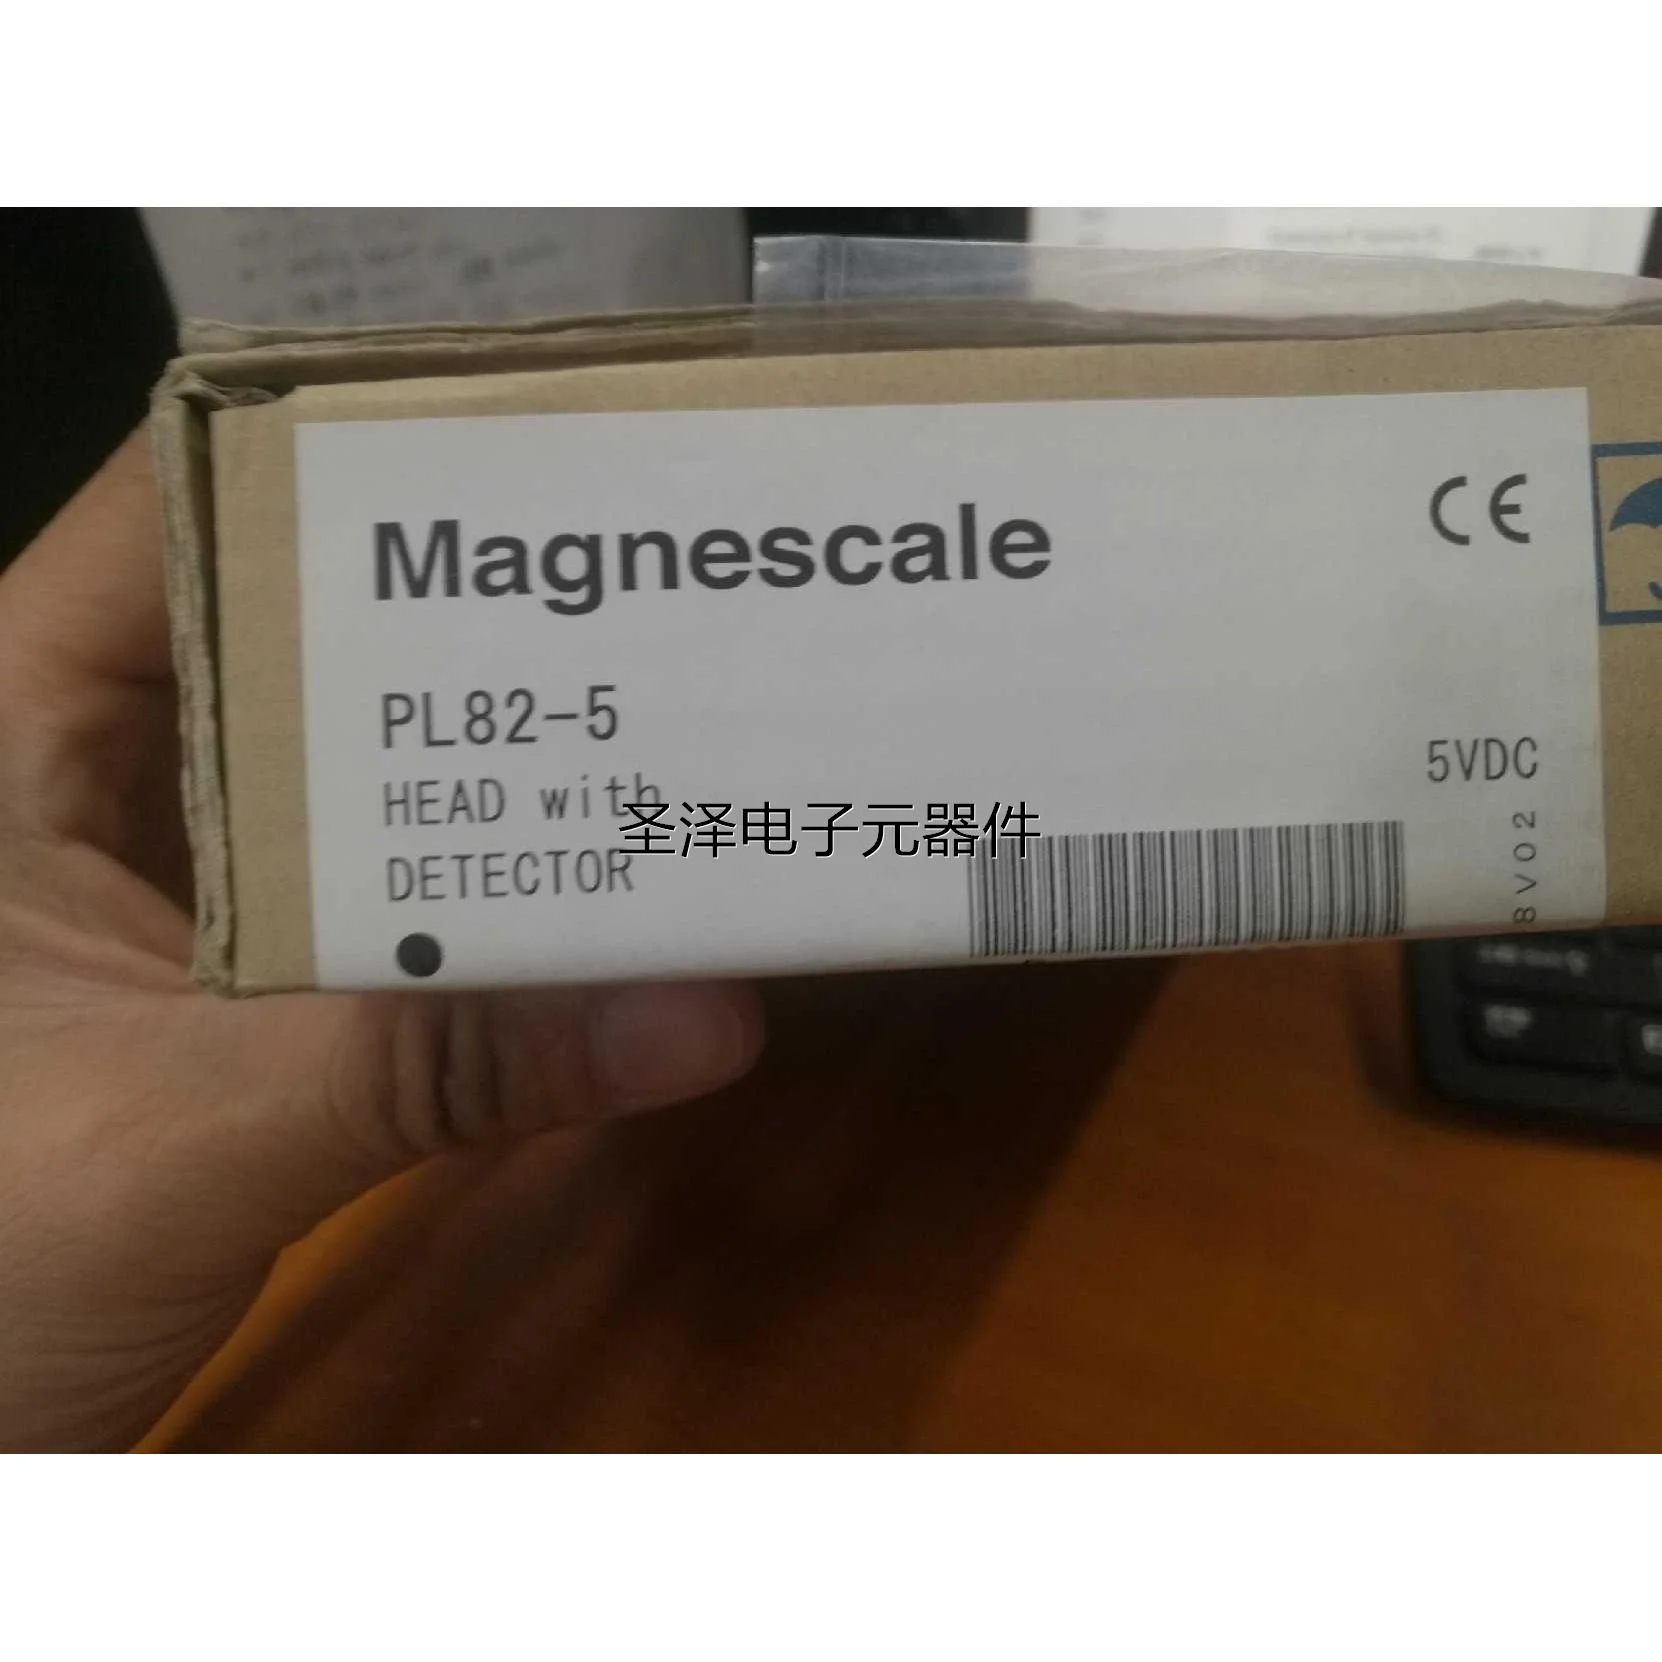 Magnescale
CE
PL82-5
5VDC
HEAD with
圣泽电子元器件
DETECTOR
8V02